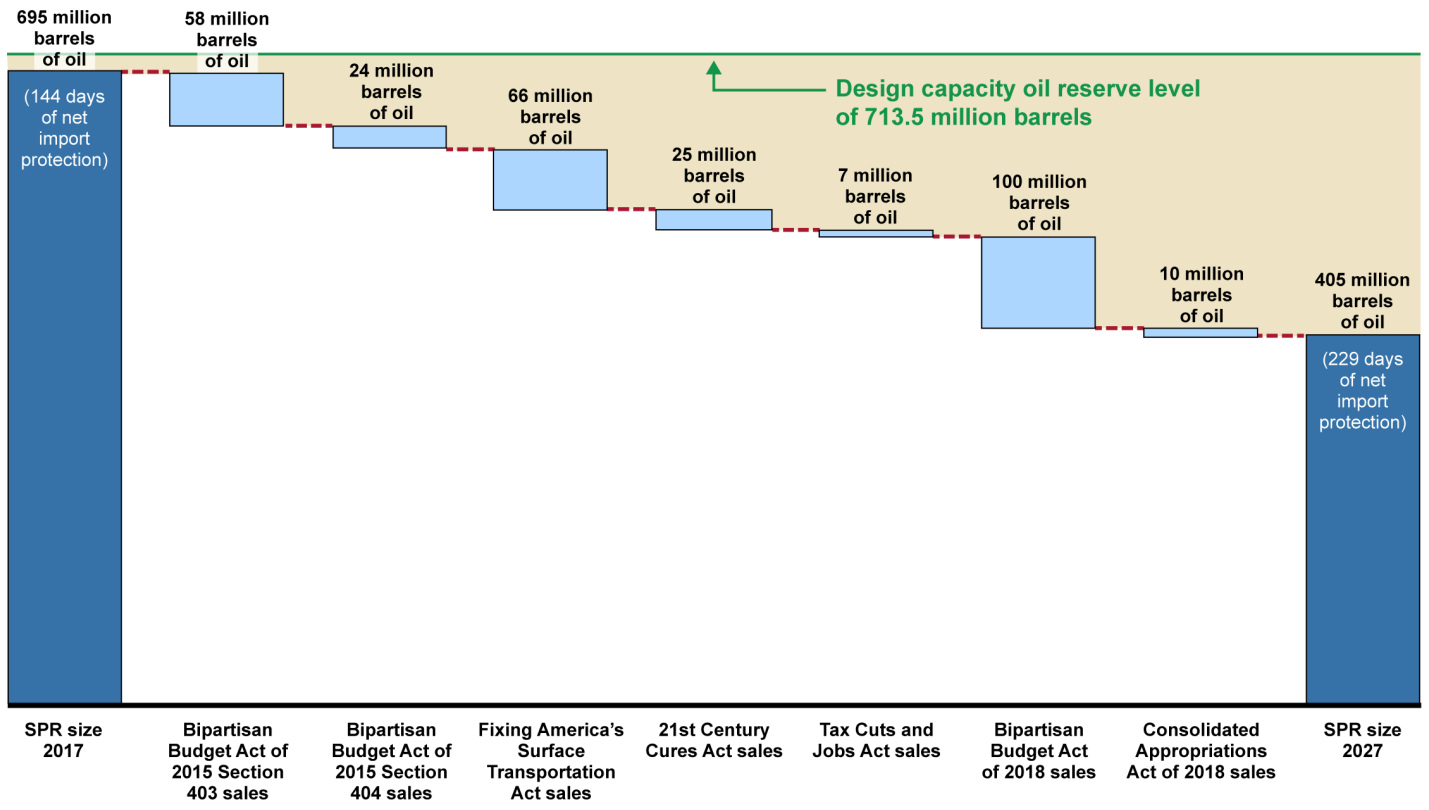 695 million
barrels
of oil
(144 days
of net
import
protection)
58 million
barrels
of oil
24 million
barrels
of oil
66 million
barrels
of oil
25 million
barrels
of oil
7 million
barrels
of oil
100 million
barrels
of oil
10 million
barrels
of oil
405 million
barrels
of oil
(229 days
of net
import
protection)
Design capacity oil reserve level
of 713.5 million barrels
SPR size
2017
Bipartisan
Budget Act of
2015 Section
403 sales
Bipartisan
Budget Act of
2015 Section
404 sales
Fixing America’s
Surface
Transportation
Act sales
21st Century
Cures Act sales
Tax Cuts and
Jobs Act sales
Bipartisan
Budget Act
of 2018 sales
Consolidated
Appropriations
Act of 2018 sales
SPR size
2027